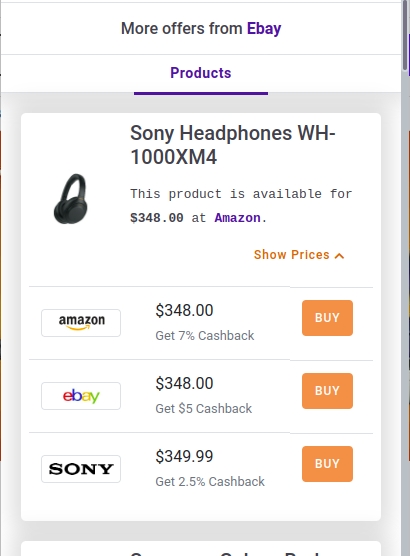 More offers from Ebay
Products
Sony Headphones WH-
1000XM4
This product is available for
$348.00 at Amazon.
Show Prices
amazon
$348.00
Get 7% Cashback
BUY
ebay
$348.00
Get $5 Cashback
BUY
SONY
$349.99
Get 2.5% Cashback
BUY